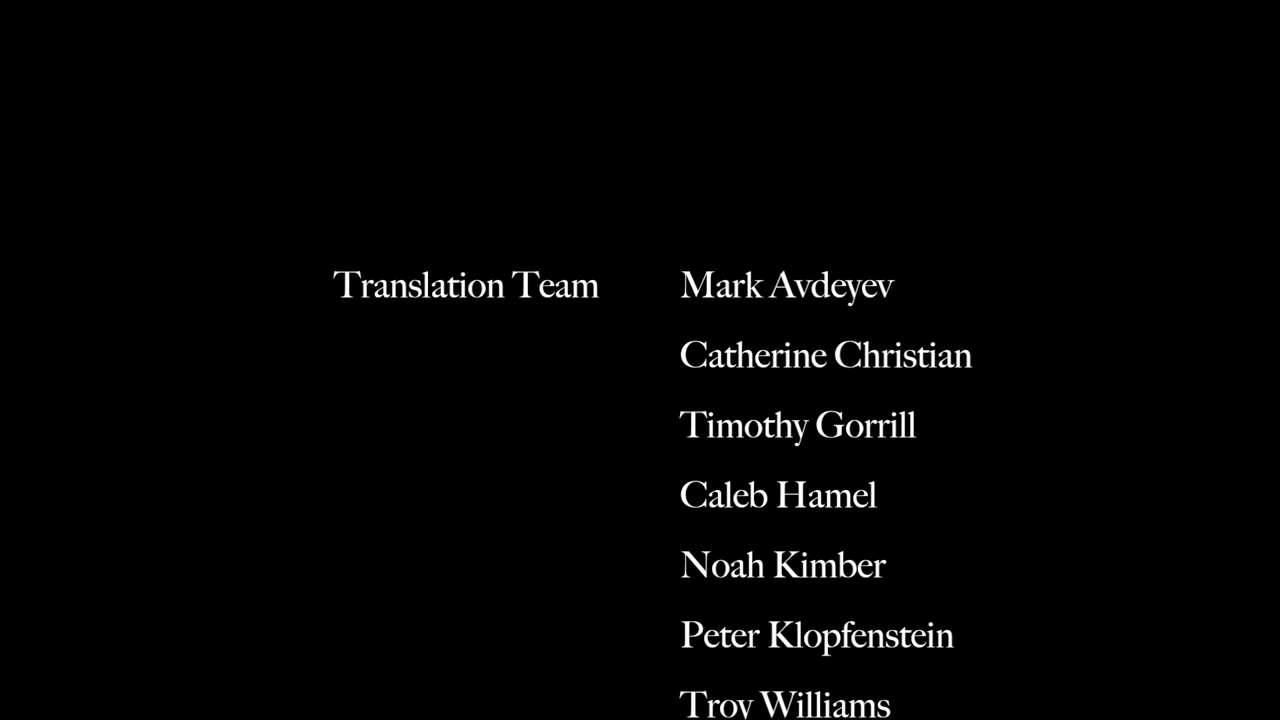 Translation Team Mark Avdeyev
Catherine Christian
Timothy Gorrill
Caleb Hamel
Noah Kimber
Peter Klopfenstein
Troy Williams